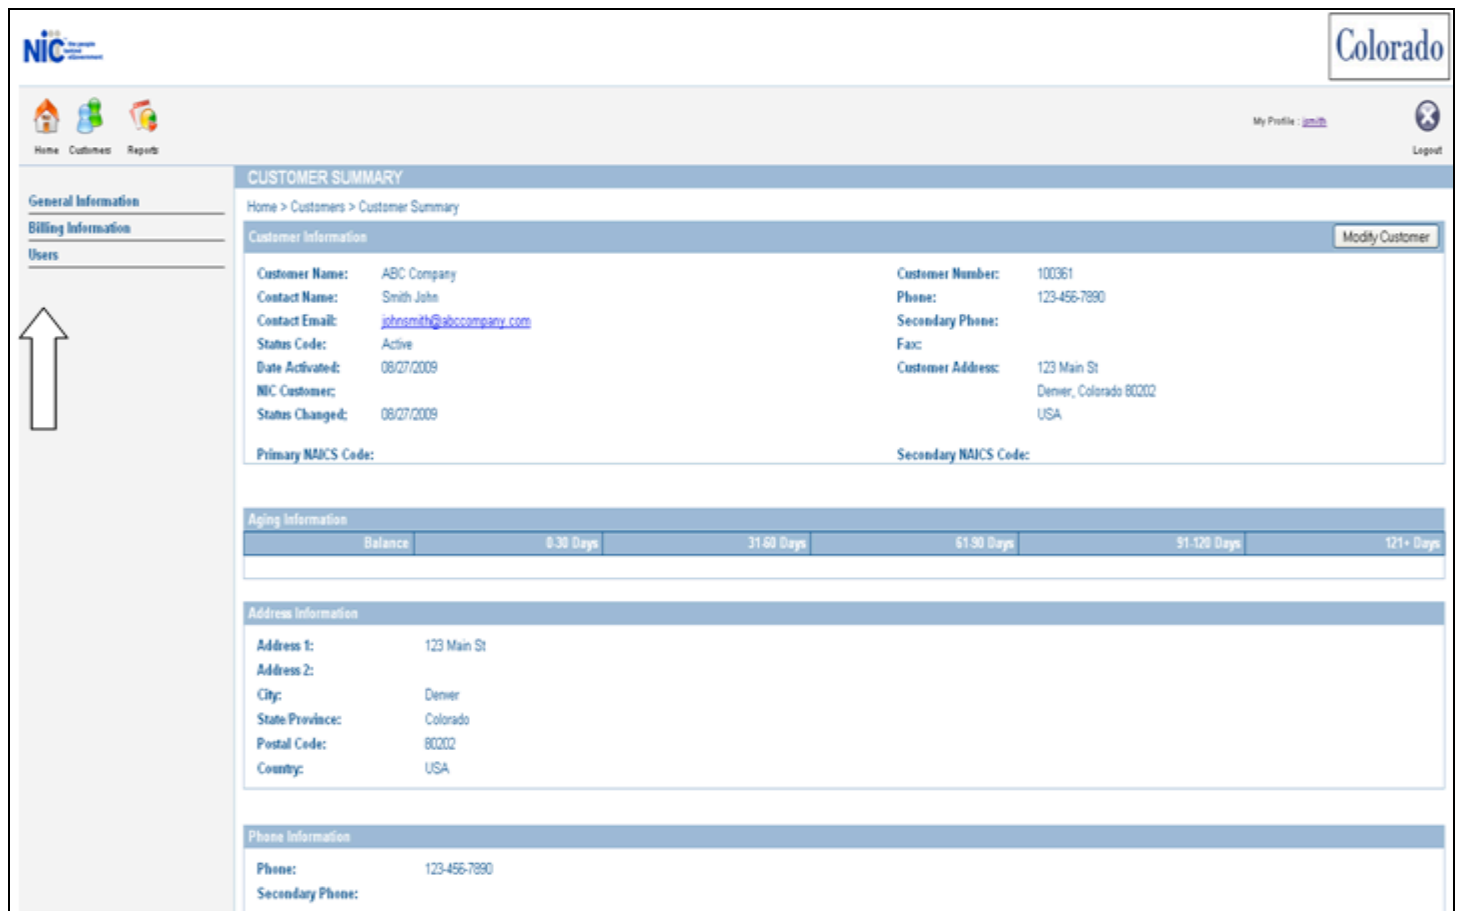 NIC the people behind eGovernment
Colorado
Home Customers Reports
My Profile : jsmith
Logout
CUSTOMER SUMMARY
General Information
Billing Information
Users
Home > Customers > Customer Summary
Customer Information
Modify Customer
Customer Name: ABC Company Customer Number: 100361
Contact Name: Smith John Phone: 123-456-7890
Contact Email: johnsmith@abccompany.com Secondary Phone:
Status Code: Active Fax:
Date Activated: 08/27/2009 Customer Address: 123 Main St
NIC Customer: Denver, Colorado 80202
Status Changed: 08/27/2009 USA
Primary NAICS Code: Secondary NAICS Code:
Aging Information
Balance 0-30 Days 31-60 Days 61-90 Days 91-120 Days 121+ Days
Address Information
Address 1: 123 Main St
Address 2:
City: Denver
State/Province: Colorado
Postal Code: 80202
Country: USA
Phone Information
Phone: 123-456-7890
Secondary Phone: